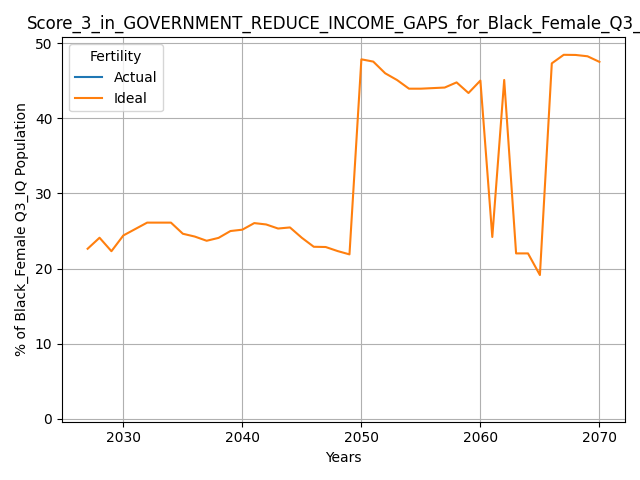 Score_3_in_GOVERNMENT_REDUCE_INCOME_GAPS_for_Black_Female_Q3_
50
40
30
20
10
0
% of Black_Female Q3_IQ Population
Fertility
Actual
Ideal
2030 2040 2050 2060 2070
Years